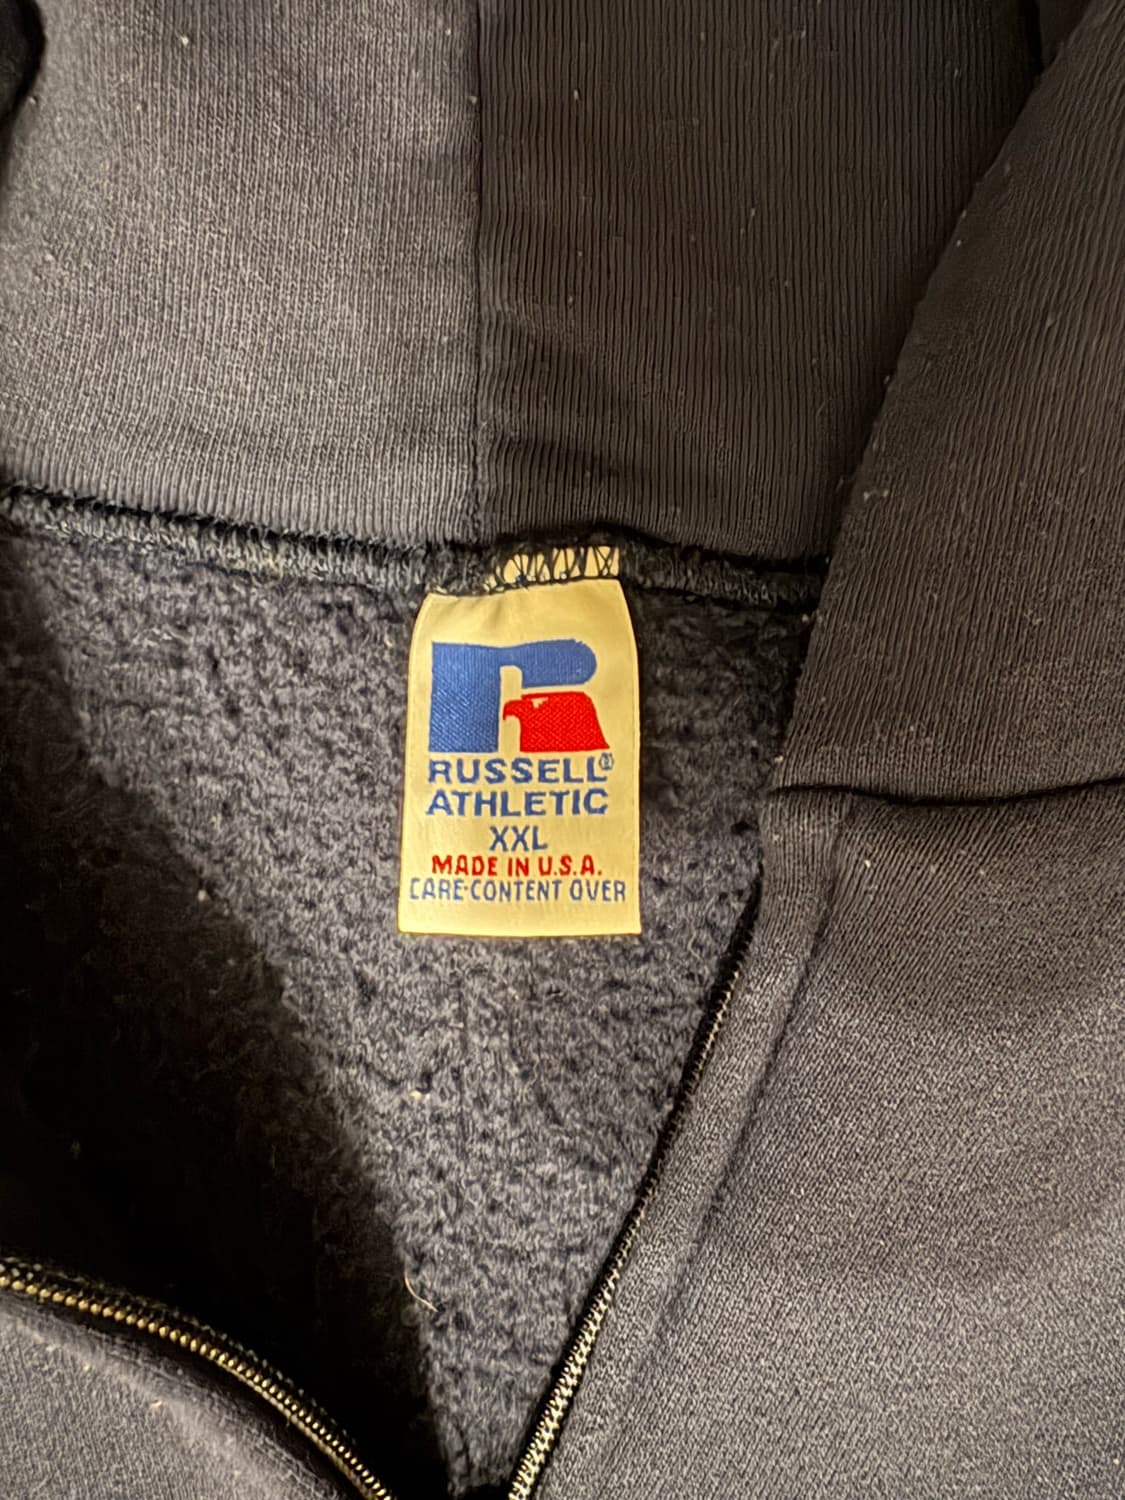 RUSSELL®
ATHLETIC
XXL
MADE IN U.S.A.
CARE-CONTENT OVER